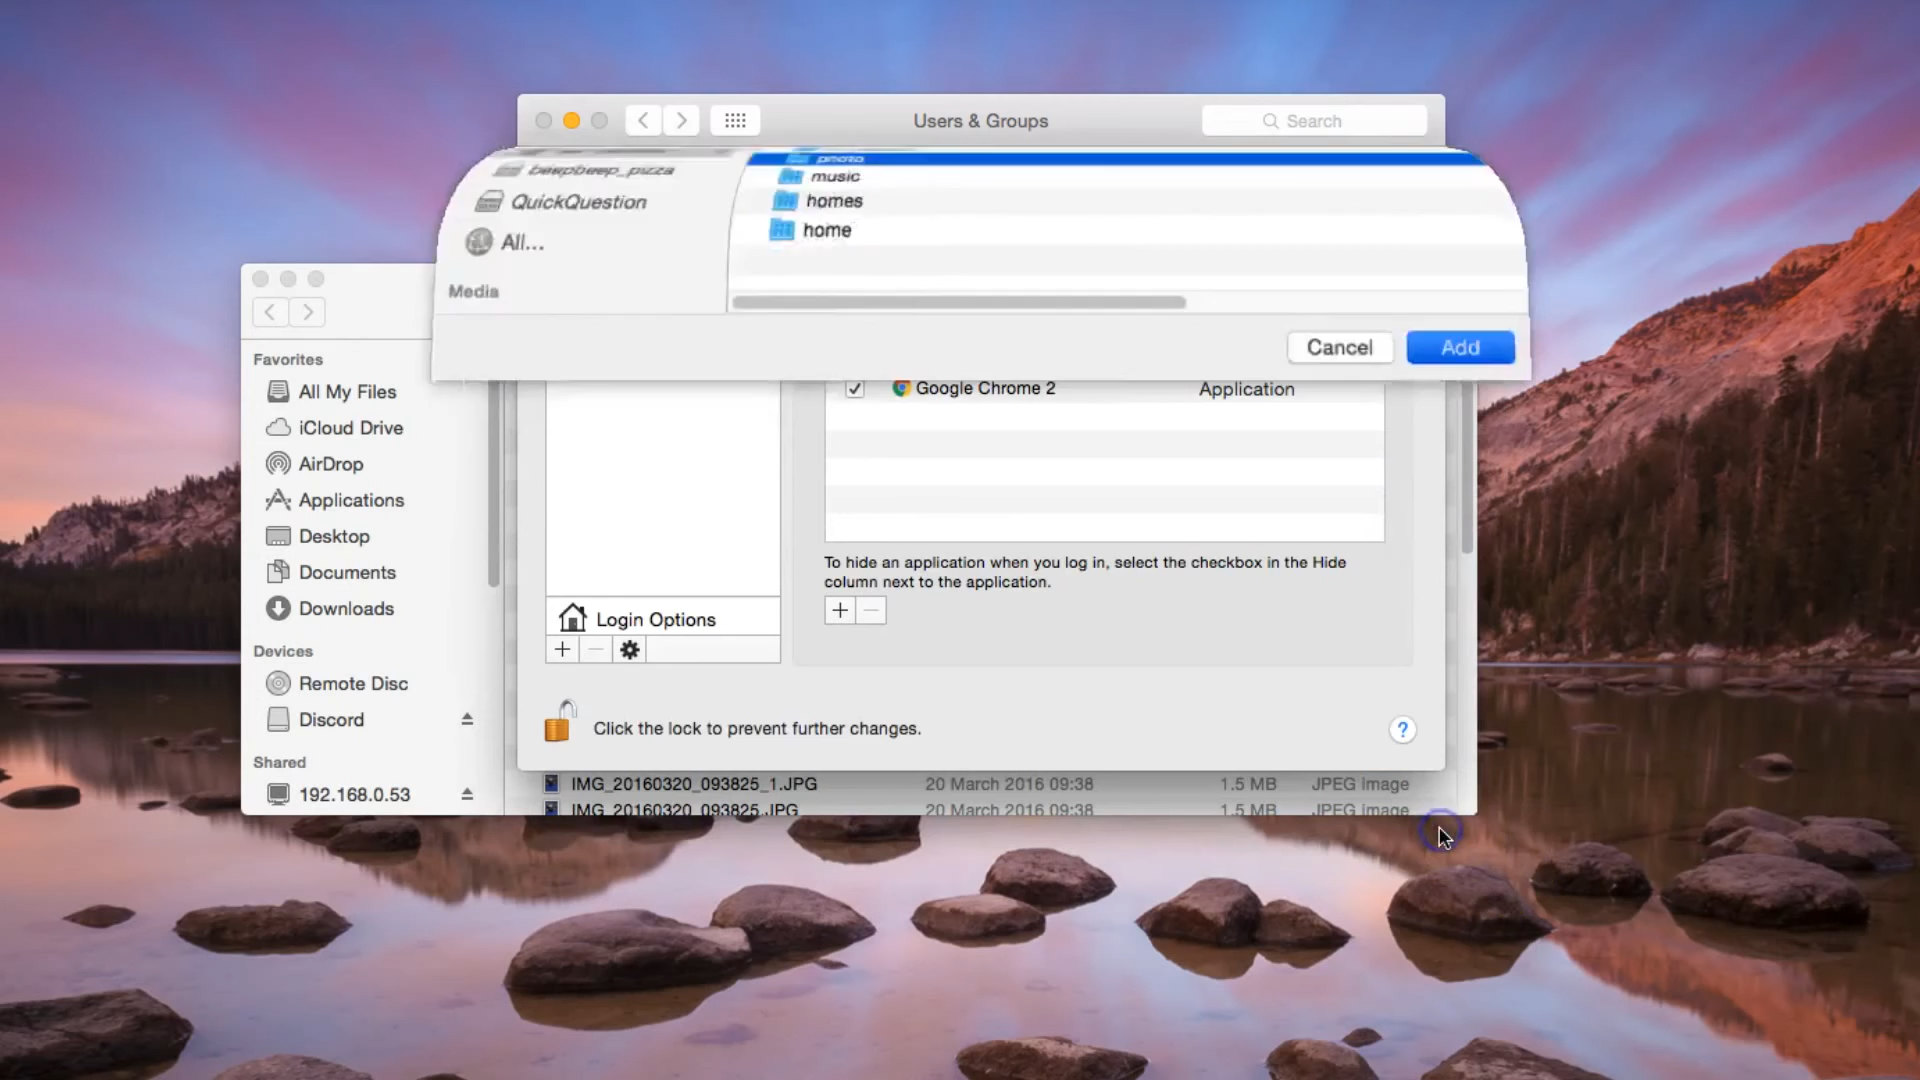 Users & Groups
Search
photo
beepbeep_pizza
music
QuickQuestion
homes
All...
home
Media
Cancel
Add
Favorites
All My Files
Google Chrome 2
Application
iCloud Drive
AirDrop
Applications
Desktop
Documents
To hide an application when you log in, select the checkbox in the Hide
column next to the application.
Downloads
Login Options
Devices
Remote Disc
Discord
Click the lock to prevent further changes.
?
Shared
192.168.0.53
IMG_20160320_093825_1.JPG 20 March 2016 09:38 1.5 MB JPEG image
IMG_20160320_093825.JPG 20 March 2016 09:38 1.5 MB JPEG image